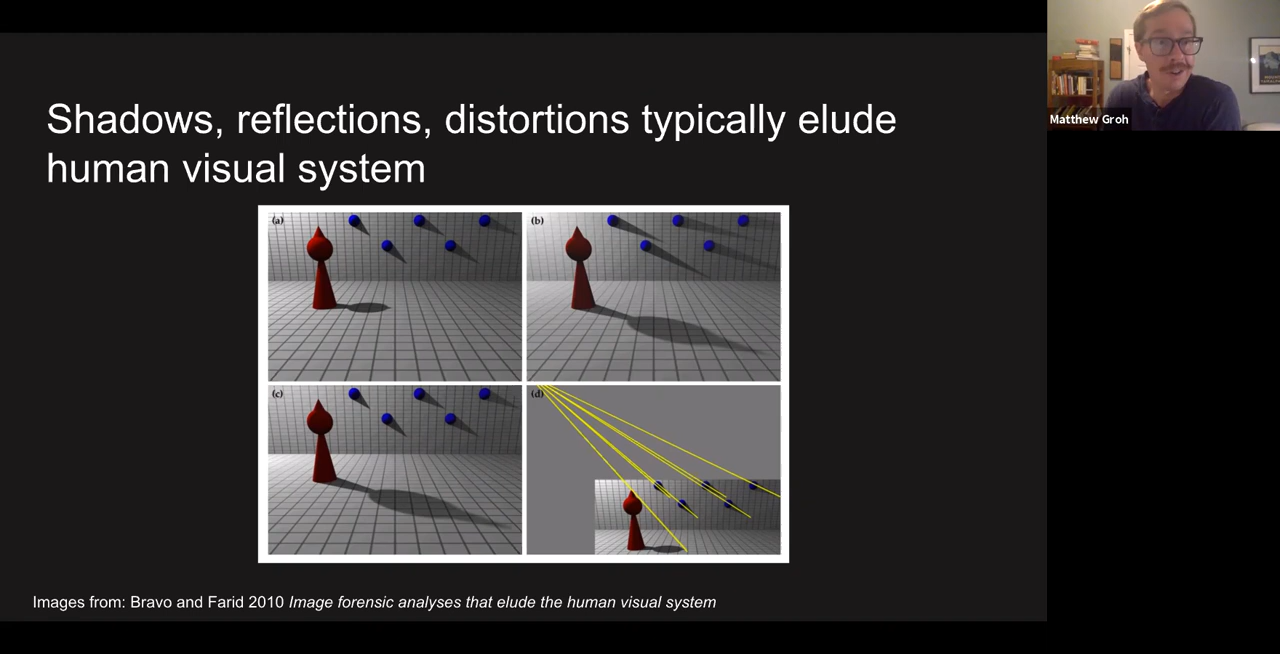 Shadows, reflections, distortions typically elude
human visual system
(a)
(b)
(c)
(d)
Images from: Bravo and Farid 2010 Image forensic analyses that elude the human visual system
Matthew Groh